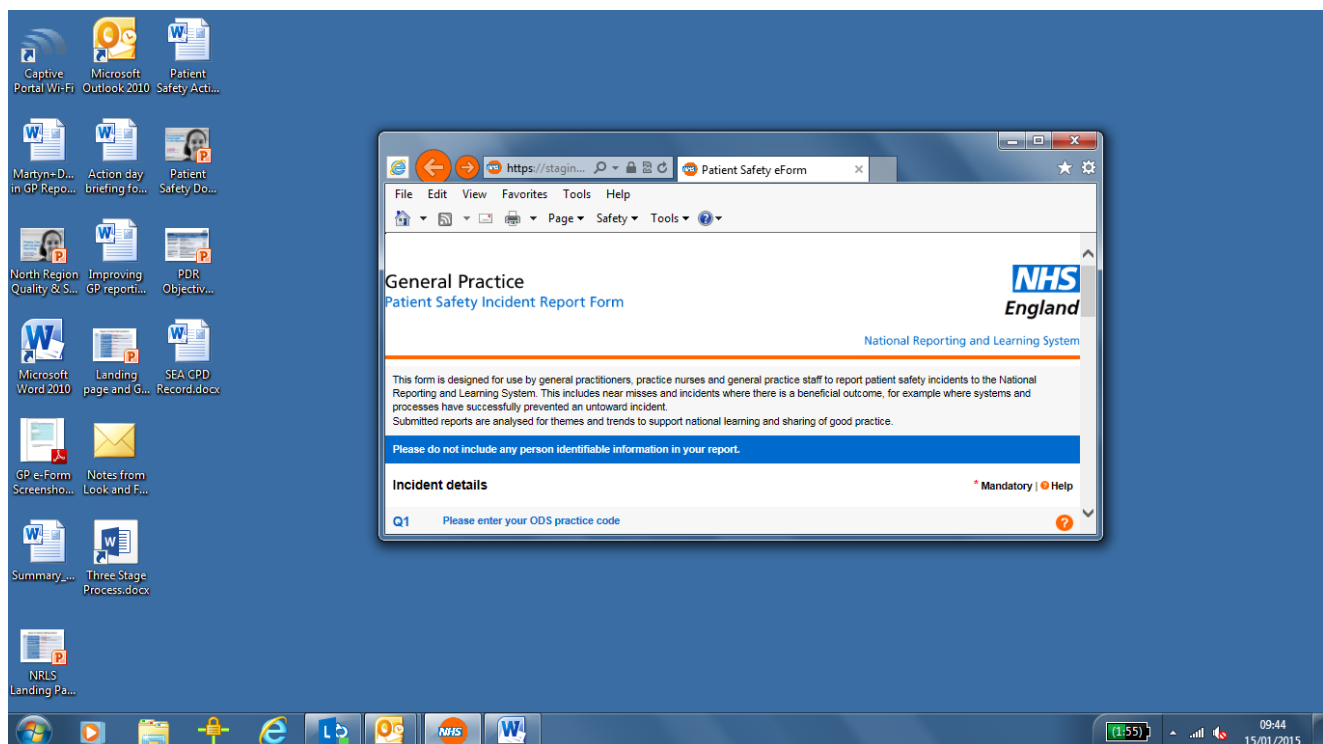 Captive
Portal Wi-Fi
Microsoft
Outlook 2010
Patient
Safety Acti...
Martyn+D...
in GP Repo...
Action day
briefing fo...
Patient
Safety Do...
North Region
Quality & S...
Improving
GP reporti...
PDR
Objectiv...
Microsoft
Word 2010
Landing
page and G...
SEA CPD
Record.docx
GP e-Form
Screensho...
Notes from
Look and F...
Summary_...
Three Stage
Process.docx
NRLS
Landing Pa...
https://stagin...
Patient Safety eForm
File Edit View Favorites Tools Help
Page Safety Tools
General Practice
Patient Safety Incident Report Form
NHS
England
National Reporting and Learning System
This form is designed for use by general practitioners, practice nurses and general practice staff to report patient safety incidents to the National
Reporting and Learning System. This includes near misses and incidents where there is a beneficial outcome, for example where systems and
processes have successfully prevented an untoward incident.
Submitted reports are analysed for themes and trends to support national learning and sharing of good practice.
Please do not include any person identifiable information in your report.
Incident details
* Mandatory | Help
Q1 Please enter your ODS practice code
NHS
(1:55)
09:44
15/01/2015